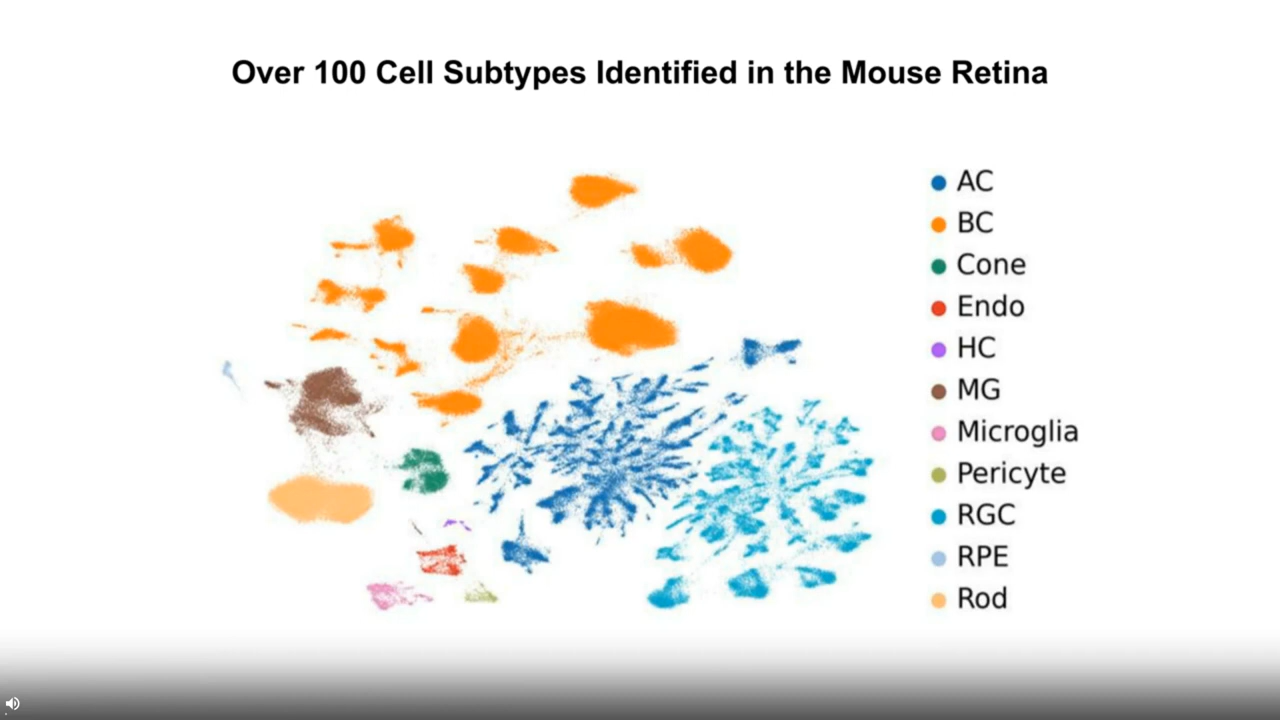 Over 100 Cell Subtypes Identified in the Mouse Retina
AC
BC
Cone
Endo
HC
MG
Microglia
Pericyte
RGC
RPE
Rod